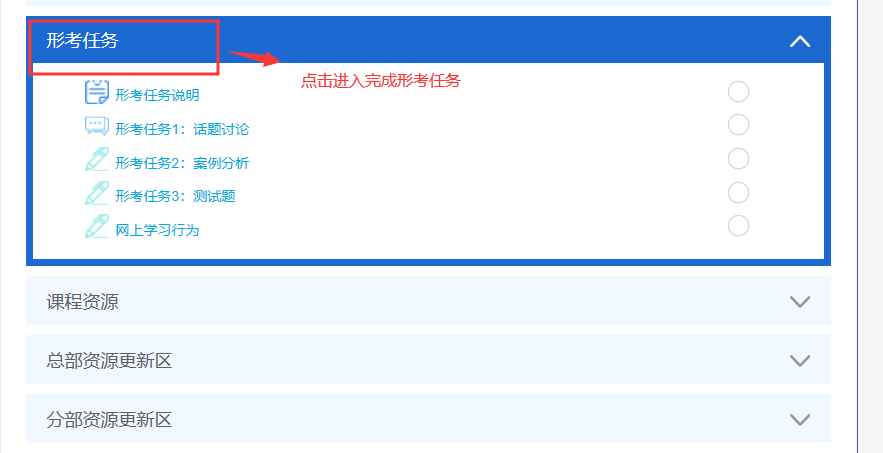 形考任务
点击进入完成形考任务
形考任务说明
形考任务1：话题讨论
形考任务2：案例分析
形考任务3：测试题
网上学习行为
课程资源
总部资源更新区
分部资源更新区